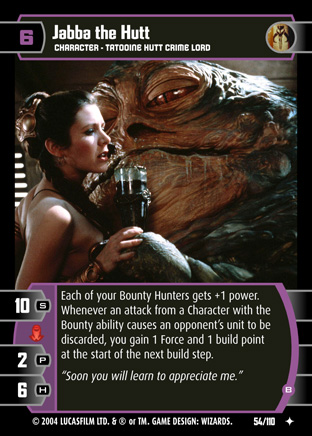 6
Jabba the Hutt
CHARACTER - TATOOINE HUTT CRIME LORD
10 S
Each of your Bounty Hunters gets +1 power.
Whenever an attack from a Character with the
Bounty ability causes an opponent's unit to be
discarded, you gain 1 Force and 1 build point
at the start of the next build step.
2 P
6 H
"Soon you will learn to appreciate me."
© 2004 LUCASFILM LTD. & ® or TM. GAME DESIGN: WIZARDS.
54/110